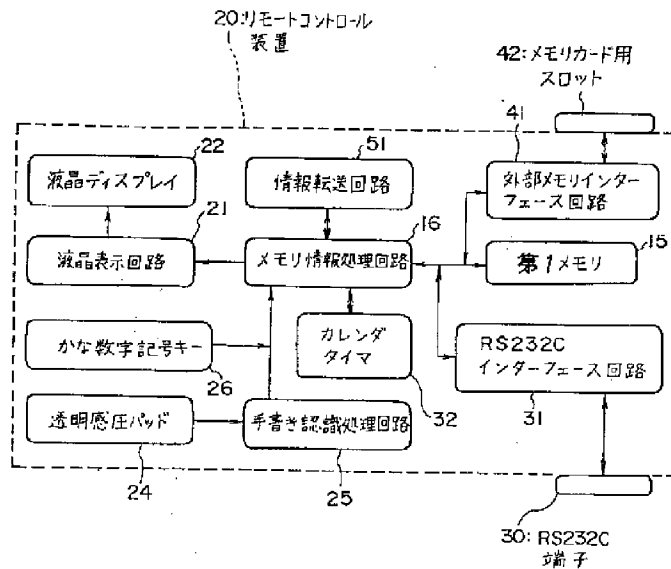 20:リモートコントロール
装置
42:メモリカード用
スロット
41
22
51
液晶ディスプレイ
情報転送回路
外部メモリインター
フェース回路
21
16
15
液晶表示回路
メモリ情報処理回路
第1メモリ
かな数字記号キー
26
カレンダ
タイマ
32
RS232C
インターフェース回路
31
透明感圧パッド
24
手書き認識処理回路
25
30:RS232C
端子